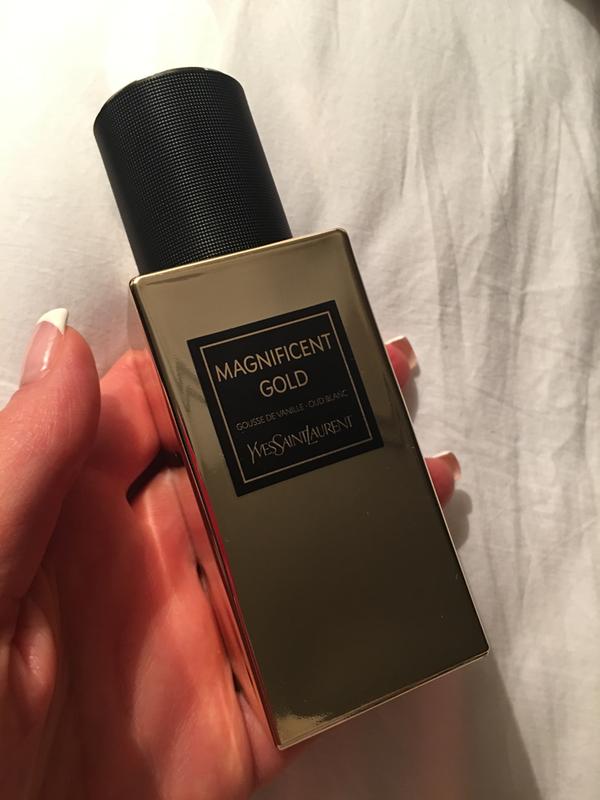 MAGNIFICENT
GOLD
GOUSSE DE VANILLE · OUD BLANC
YVESSAINTLAURENT